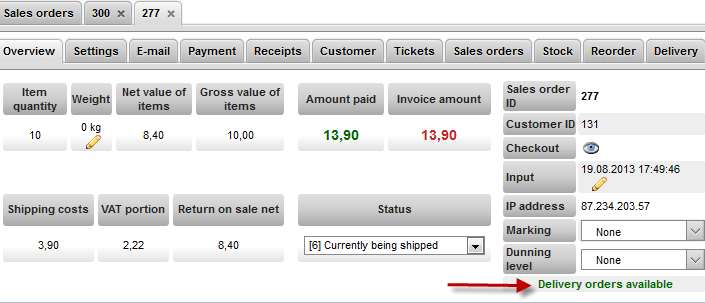 Sales orders 300 277
Overview Settings E-mail Payment Receipts Customer Tickets Sales orders Stock Reorder Delivery
Item quantity Weight Net value of items Gross value of items Amount paid Invoice amount
10 0 kg 8,40 10,00 13,90 13,90
Shipping costs VAT portion Return on sale net Status
3,90 2,22 8,40 [6] Currently being shipped
Sales order ID 277
Customer ID 131
Checkout
Input 19.08.2013 17:49:46
IP address 87.234.203.57
Marking None
Dunning level None
Delivery orders available